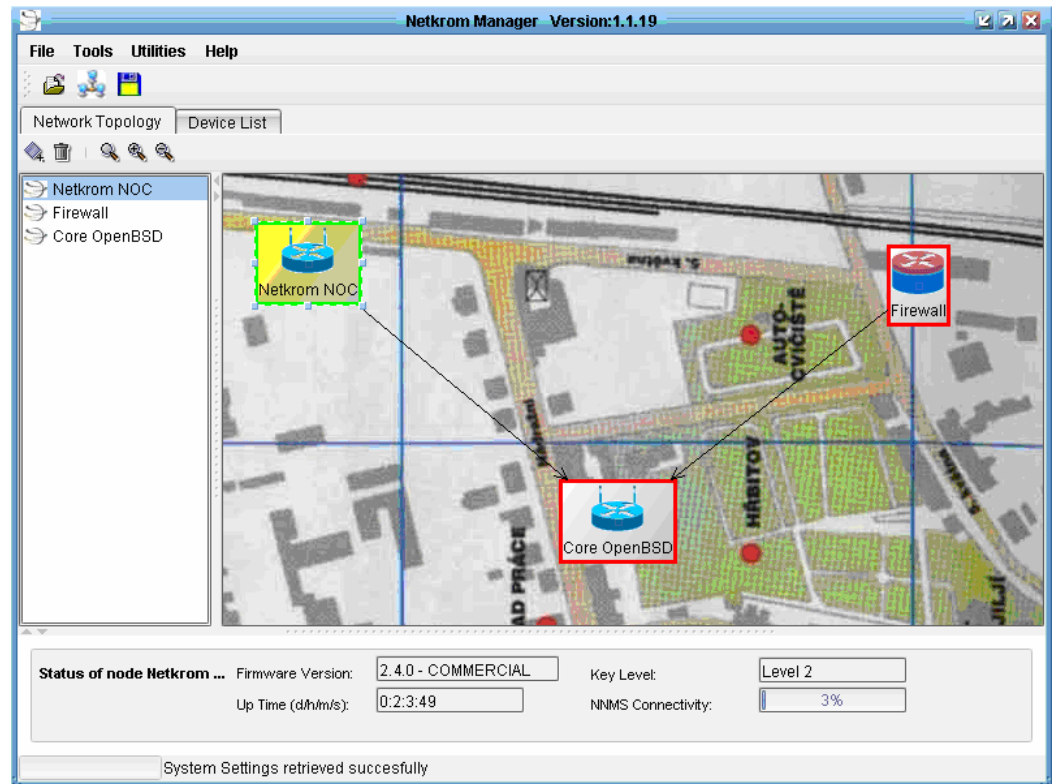 Netkrom Manager Version:1.1.19
File Tools Utilities Help
Network Topology Device List
Netkrom NOC
Firewall
Core OpenBSD
5. května
Netkrom NOC
Firewall
AUTO-
CVIČIŠTĚ
HÁBITOV
AD PRÁCE
Core OpenBSD
JILJÍ
Status of node Netkrom ...
Firmware Version: 2.4.0 - COMMERCIAL
Key Level: Level 2
Up Time (d/h/m/s): 0:2:3:49
NNMS Connectivity: 3%
System Settings retrieved succesfully